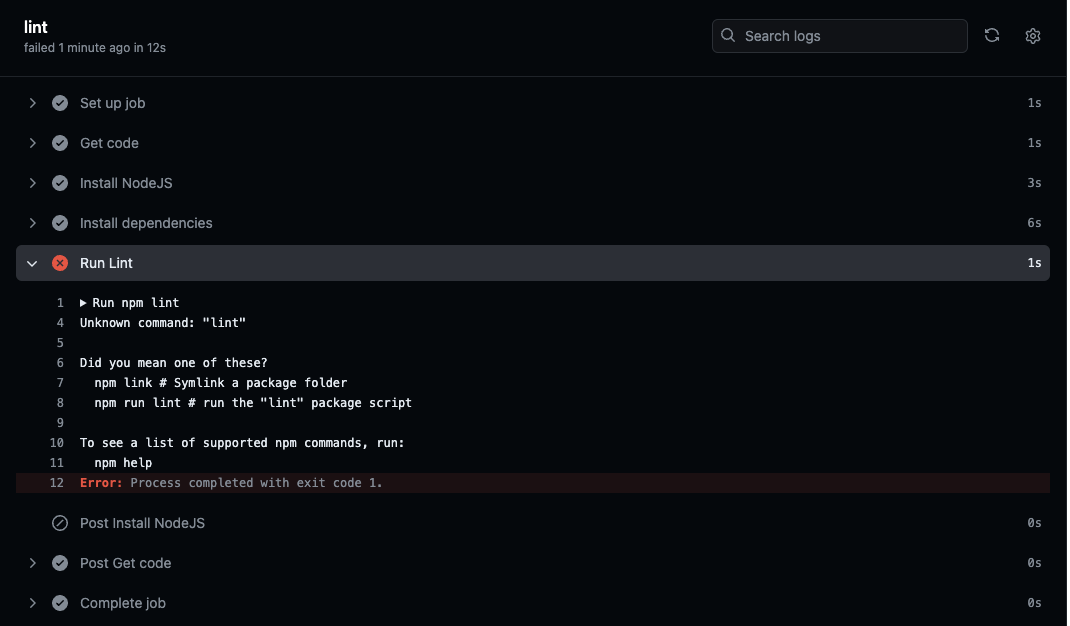 lint
failed 1 minute ago in 12s
Search logs
Set up job 1s
Get code 1s
Install NodeJS 3s
Install dependencies 6s
Run Lint 1s
1 Run npm lint
4 Unknown command: "lint"
5
6 Did you mean one of these?
7 npm link # Symlink a package folder
8 npm run lint # run the "lint" package script
9
10 To see a list of supported npm commands, run:
11 npm help
12 Error: Process completed with exit code 1.
Post Install NodeJS 0s
Post Get code 0s
Complete job 0s